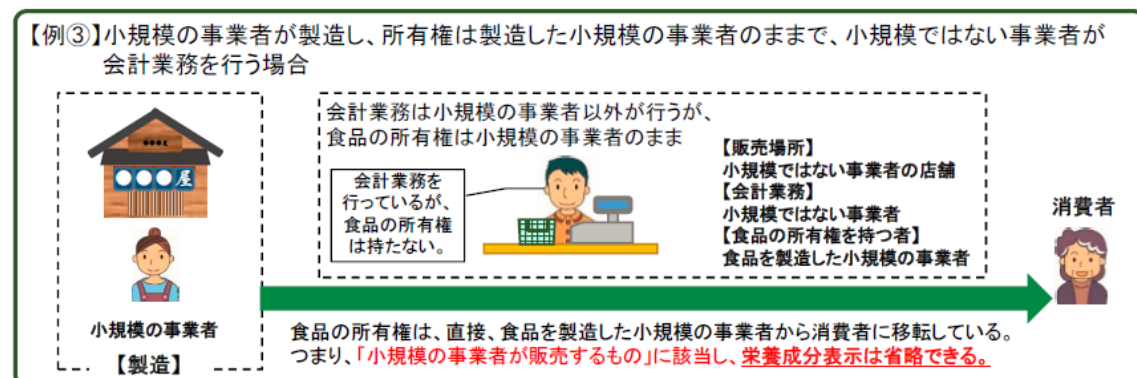 【例③】小規模の事業者が製造し、所有権は製造した小規模の事業者のままで、小規模ではない事業者が
会計業務を行う場合
●●●え
○○○屋
小規模の事業者
【製造】
会計業務は小規模の事業者以外が行うが、
食品の所有権は小規模の事業者のまま
会計業務を
行っているが、
食品の所有権
は持たない。
【販売場所】
小規模ではない事業者の店舗
【会計業務】
小規模ではない事業者
【食品の所有権を持つ者】
食品を製造した小規模の事業者
消費者
食品の所有権は、直接、食品を製造した小規模の事業者から消費者に移転している。
つまり、「小規模の事業者が販売するもの」に該当し、栄養成分表示は省略できる。